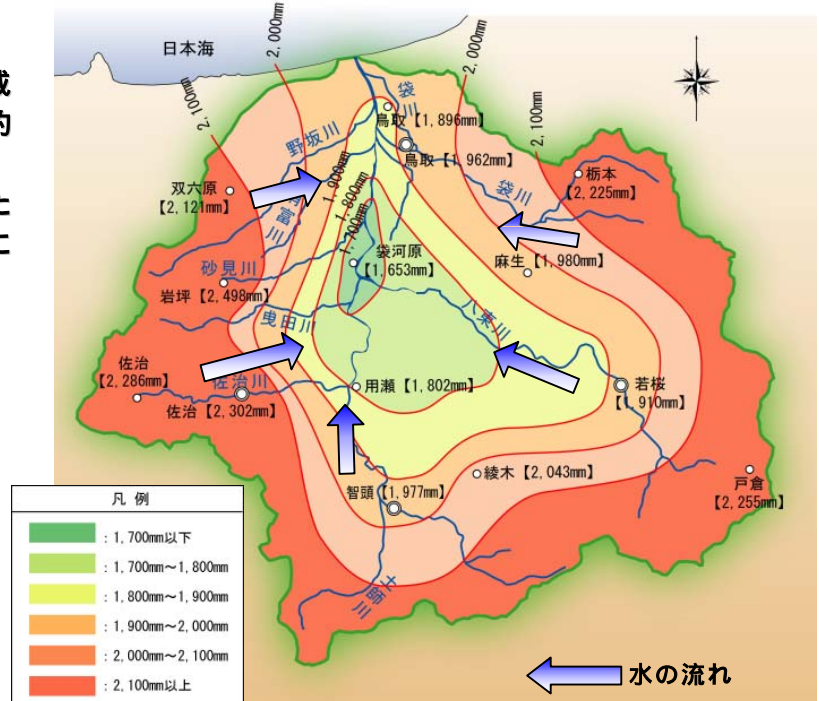 日本海
2,000mm
2,000mm
2,100mm
2,100mm
域
的
袋川
鳥取【1,896mm】
野坂川
鳥取【1,962mm】
栃本
【2,225mm】
双六原
【2,121mm】
1,900mm
1,800mm
1,700mm
袋川
富川
袋河原
【1,653mm】
麻生【1,980mm】
砂見川
岩坪【2,498mm】
八東川
曳田川
佐治
【2,286mm】
佐治川
佐治【2,302mm】
用瀬【1,802mm】
若桜
【1,910mm】
綾木【2,043mm】
戸倉
【2,255mm】
智頭【1,977mm】
千代川
凡例
:1,700mm以下
:1,700mm〜1,800mm
:1,800mm〜1,900mm
:1,900mm〜2,000mm
:2,000mm〜2,100mm
:2,100mm以上
水の流れ